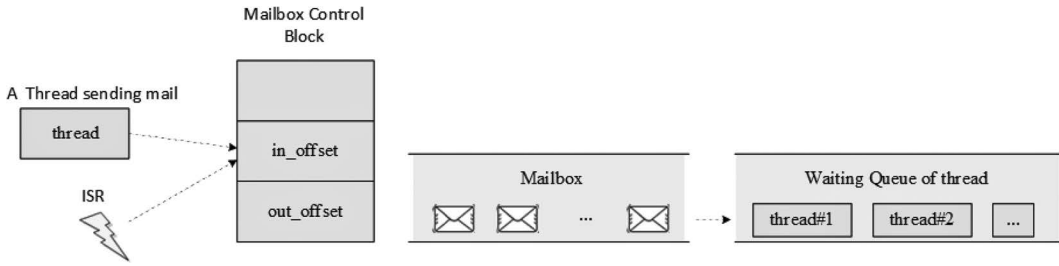 Mailbox Control
Block
A Thread sending mail
thread
in_offset
ISR
out_offset
Mailbox
...
Waiting Queue of thread
thread#1
thread#2
...